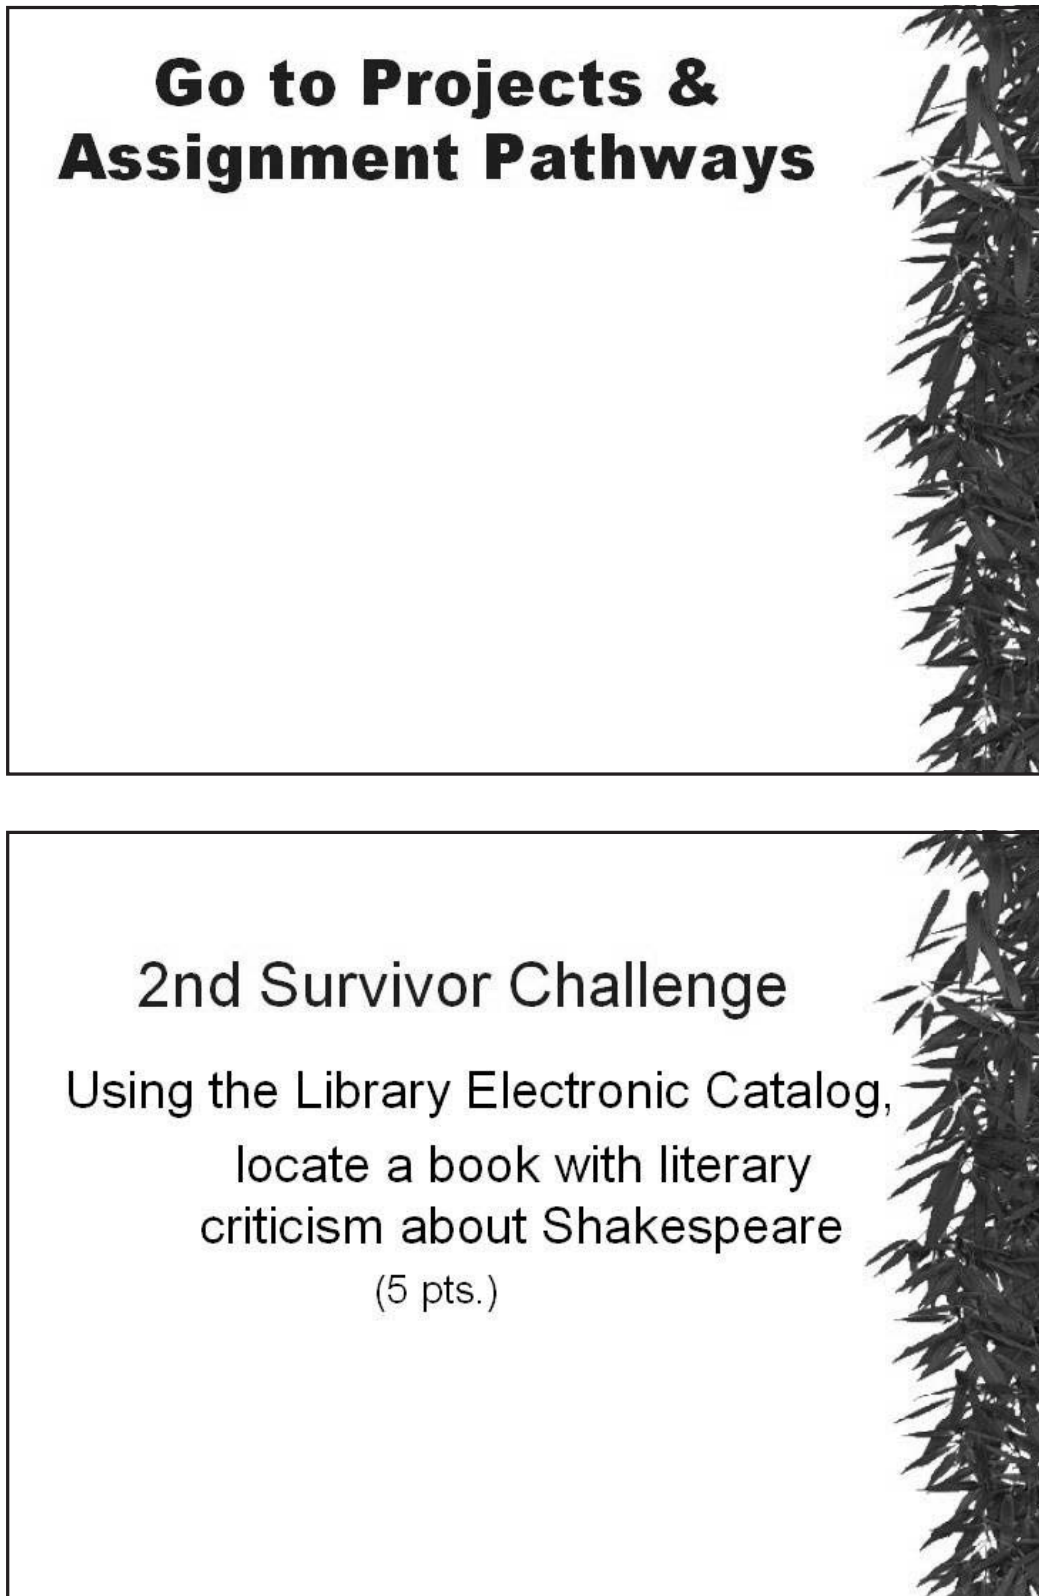 Go to Projects &
Assignment Pathways
2nd Survivor Challenge
Using the Library Electronic Catalog,
locate a book with literary
criticism about Shakespeare
(5 pts.)